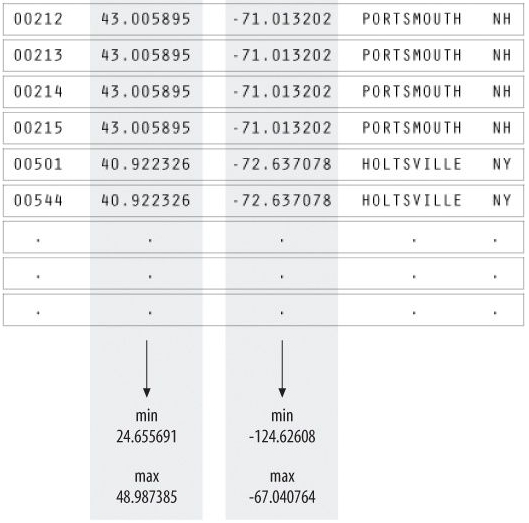 00212 43.005895 -71.013202 PORTSMOUTH NH
00213 43.005895 -71.013202 PORTSMOUTH NH
00214 43.005895 -71.013202 PORTSMOUTH NH
00215 43.005895 -71.013202 PORTSMOUTH NH
00501 40.922326 -72.637078 HOLTSVILLE NY
00544 40.922326 -72.637078 HOLTSVILLE NY
. . . . .
. . . . .
. . . . .
min min
24.655691 -124.62608
max max
48.987385 -67.040764